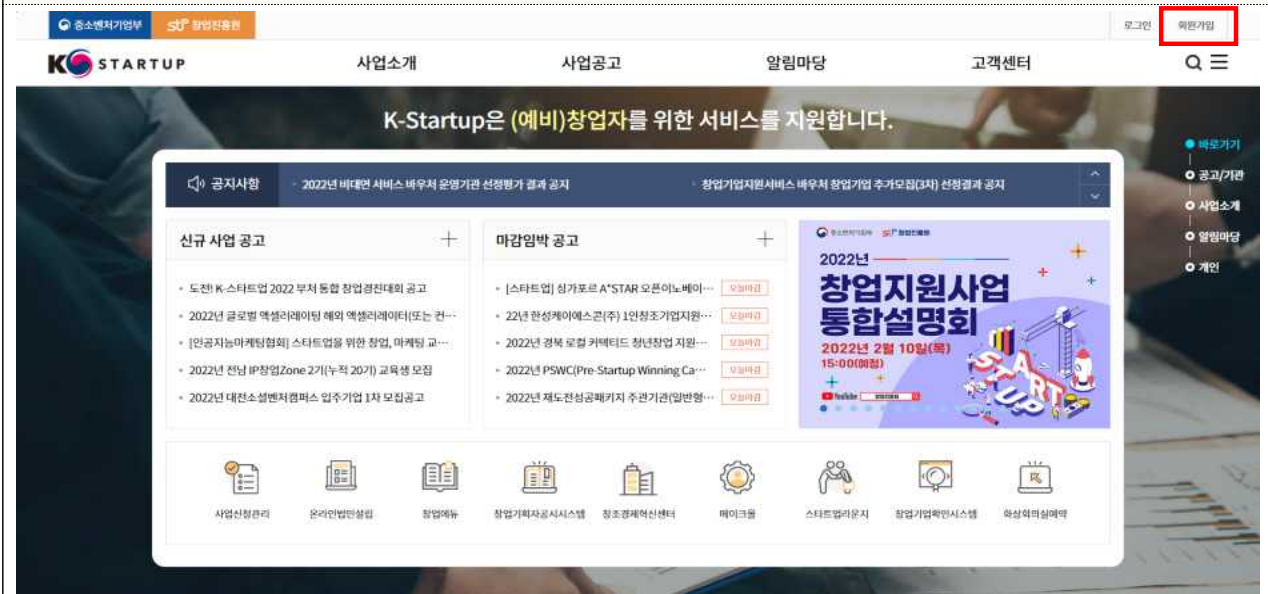 중소벤처기업부
창업진흥원
로그인
회원가입
K STARTUP
사업소개
사업공고
알림마당
고객센터
K-Startup은 (예비)창업자를 위한 서비스를 지원합니다.
바로가기
공고/기관
사업소개
알림마당
개인
공지사항
2022년 비대면 서비스 바우처 운영기관 선정평가 결과 공지
창업기업지원서비스 바우처 창업기업 추가모집(3차) 선정결과 공지
신규 사업 공고
도전! K-스타트업 2022 부처 통합 창업경진대회 공고
2022년 글로벌 액셀러레이팅 해외 액셀러레이터(또는 컨…
[인공지능마케팅협회] 스타트업을 위한 창업, 마케팅 교…
2022년 전남 IP창업Zone 2기(누적 20기) 교육생 모집
2022년 대전소셜벤처캠퍼스 입주기업 1차 모집공고
마감임박 공고
[스타트업] 싱가포르 A*STAR 오픈이노베이… 오늘마감
22년 한성케이에스콘(주) 1인창조기업지원… 오늘마감
2022년 경북 로컬 커텍티드 청년창업 지원… 오늘마감
2022년 PSWC(Pre-Startup Winning Ca… 오늘마감
2022년 재도전성공패키지 주관기관(일반형… 오늘마감
중소벤처기업부 창업진흥원
2022년
창업지원사업
통합설명회
2022년 2월 10일(목)
15:00(예정)
YouTube
START
UP
사업신청관리
온라인법인설립
창업에듀
창업기획자공시시스템
창조경제혁신센터
메이크올
스타트업라운지
창업기업확인시스템
화상회의실예약